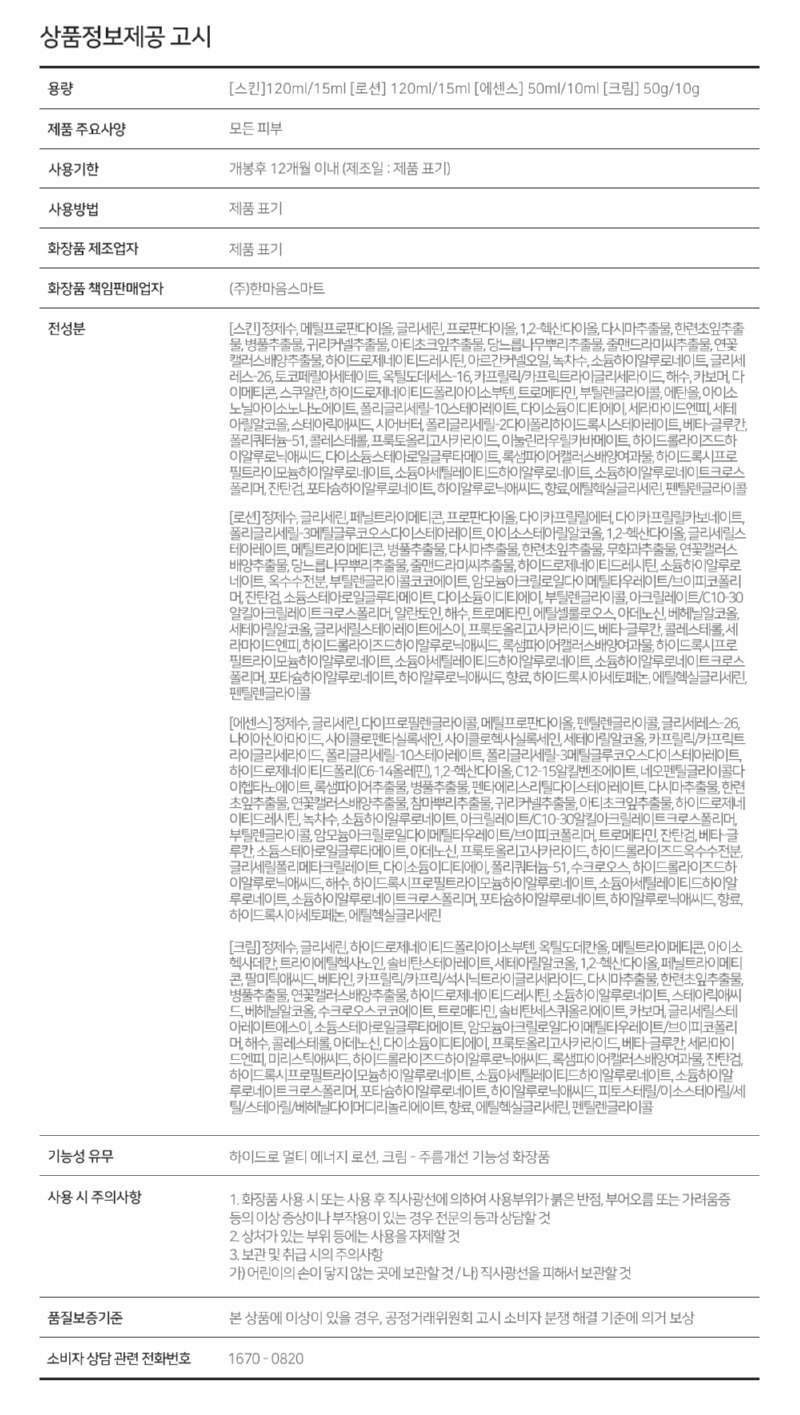 상품정보제공 고시
용량 [스킨]120ml/15ml [로션] 120ml/15ml [에센스] 50ml/10ml [크림] 50g/10g
제품 주요사양 모든 피부
사용기한 개봉후 12개월 이내 (제조일 : 제품 표기)
사용방법 제품 표기
화장품 제조업자 제품 표기
화장품 책임판매업자 (주)한마음스마트
전성분 [스킨] 정제수, 메틸프로판다이올, 글리세린, 프로판다이올, 1,2-헥산다이올, 다시마추출물, 한련초잎추출
물, 병풀추출물, 귀리커넬추출물, 아티초크잎추출물, 당느릅나무뿌리추출물, 줄맨드라미씨추출물, 연꽃
캘러스배양추출물, 하이드로제네이티드레시틴, 아르간커넬오일, 녹차수, 소듐하이알루로네이트, 글리세
레스-26, 토코페릴아세테이트, 옥틸도데세스-16, 카프릴릭/카프릭트라이글리세라이드, 해수, 카보머, 다
이메티콘, 스쿠알란, 하이드로제네이티드폴리아이소부텐, 트로메타민, 부틸렌글라이콜, 에탄올, 아이소
노닐아이소노나노에이트, 폴리글리세릴-10스테아레이트, 다이소듐이디티에이, 세라마이드엔피, 세테
아릴알코올, 스테아릭애씨드, 시어버터, 폴리글리세릴-2다이폴리하이드록시스테아레이트, 베타-글루칸,
폴리쿼터늄-51, 콜레스테롤, 프룩토올리고사카라이드, 이눌린라우릴카바메이트, 하이드롤라이즈드하
이알루로닉애씨드, 다이소듐스테아로일글루타메이트, 록샘파이어캘러스배양여과물, 하이드록시프로
필트라이모늄하이알루로네이트, 소듐아세틸레이티드하이알루로네이트, 소듐하이알루로네이트크로스
폴리머, 잔탄검, 포타슘하이알루로네이트, 하이알루로닉애씨드, 향료, 에틸헥실글리세린, 펜틸렌글라이콜
[로션] 정제수, 글리세린, 페닐트라이메티콘, 프로판다이올, 다이카프릴릴에터, 다이카프릴릴카보네이트,
폴리글리세릴-3메틸글루코오스다이스테아레이트, 아이소스테아릴알코올, 1,2-헥산다이올, 글리세릴스
테아레이트, 메틸트라이메티콘, 병풀추출물, 다시마추출물, 한련초잎추출물, 무화과추출물, 연꽃캘러스
배양추출물, 당느릅나무뿌리추출물, 줄맨드라미씨추출물, 하이드로제네이티드레시틴, 소듐하이알루로
네이트, 옥수수전분, 부틸렌글라이콜코코에이트, 암모늄아크릴로일다이메틸타우레이트/브이피코폴리
머, 잔탄검, 소듐스테아로일글루타메이트, 다이소듐이디티에이, 부틸렌글라이콜, 아크릴레이트/C10-30
알킬아크릴레이트크로스폴리머, 알란토인, 해수, 트로메타민, 에틸셀룰로오스, 아데노신, 베헤닐알코올,
세테아릴알코올, 글리세릴스테아레이트에스이, 프룩토올리고사카라이드, 베타-글루칸, 콜레스테롤, 세
라마이드엔피, 하이드롤라이즈드하이알루로닉애씨드, 록샘파이어캘러스배양여과물, 하이드록시프로
필트라이모늄하이알루로네이트, 소듐아세틸레이티드하이알루로네이트, 소듐하이알루로네이트크로스
폴리머, 포타슘하이알루로네이트, 하이알루로닉애씨드, 향료, 하이드록시아세토페논, 에틸헥실글리세린,
펜틸렌글라이콜
[에센스] 정제수, 글리세린, 다이프로필렌글라이콜, 메틸프로판다이올, 펜틸렌글라이콜, 글리세레스-26,
나이아신아마이드, 사이클로펜타실록세인, 사이클로헥사실록세인, 세테아릴알코올, 카프릴릭/카프릭트
라이글리세라이드, 폴리글리세릴-10스테아레이트, 폴리글리세릴-3메틸글루코오스다이스테아레이트,
하이드로제네이티드폴리(C6-14올레핀), 1,2-헥산다이올, C12-15알킬벤조에이트, 네오펜틸글라이콜다
이헵타노에이트, 록샘파이어추출물, 병풀추출물, 펜타에리스리틸다이스테아레이트, 다시마추출물, 한련
초잎추출물, 연꽃캘러스배양추출물, 참마뿌리추출물, 귀리커넬추출물, 아티초크잎추출물, 하이드로제네
이티드레시틴, 녹차수, 소듐하이알루로네이트, 아크릴레이트/C10-30알킬아크릴레이트크로스폴리머,
부틸렌글라이콜, 암모늄아크릴로일다이메틸타우레이트/브이피코폴리머, 트로메타민, 잔탄검, 베타-글
루칸, 소듐스테아로일글루타메이트, 아데노신, 프룩토올리고사카라이드, 하이드롤라이즈드옥수수전분,
글리세릴폴리메타크릴레이트, 다이소듐이디티에이, 폴리쿼터늄-51, 수크로오스, 하이드롤라이즈드하
이알루로닉애씨드, 해수, 하이드록시프로필트라이모늄하이알루로네이트, 소듐아세틸레이티드하이알
루로네이트, 소듐하이알루로네이트크로스폴리머, 포타슘하이알루로네이트, 하이알루로닉애씨드, 향료,
하이드록시아세토페논, 에틸헥실글리세린
[크림] 정제수, 글리세린, 하이드로제네이티드폴리아이소부텐, 옥틸도데칸올, 메틸트라이메티콘, 아이소
헥사데칸, 트라이에틸헥사노인, 솔비탄스테아레이트, 세테아릴알코올, 1,2-헥산다이올, 페닐트라이메티
콘, 팔미틱애씨드, 베타인, 카프릴릭/카프릭/석시닉트라이글리세라이드, 다시마추출물, 한련초잎추출물,
병풀추출물, 연꽃캘러스배양추출물, 하이드로제네이티드레시틴, 소듐하이알루로네이트, 스테아릭애씨
드, 베헤닐알코올, 수크로오스코코에이트, 트로메타민, 솔비탄세스퀴올리에이트, 카보머, 글리세릴스테
아레이트에스이, 소듐스테아로일글루타메이트, 암모늄아크릴로일다이메틸타우레이트/브이피코폴리
머, 해수, 콜레스테롤, 아데노신, 다이소듐이디티에이, 프룩토올리고사카라이드, 베타-글루칸, 세라마이
드엔피, 미리스틱애씨드, 하이드롤라이즈드하이알루로닉애씨드, 록샘파이어캘러스배양여과물, 잔탄검,
하이드록시프로필트라이모늄하이알루로네이트, 소듐아세틸레이티드하이알루로네이트, 소듐하이알
루로네이트크로스폴리머, 포타슘하이알루로네이트, 하이알루로닉애씨드, 피토스테릴/이소스테아릴/세
틸/스테아릴/베헤닐다이머디리놀리에이트, 향료, 에틸헥실글리세린, 펜틸렌글라이콜
기능성 유무 하이드로 멀티 에너지 로션, 크림 - 주름개선 기능성 화장품
사용 시 주의사항 1. 화장품 사용 시 또는 사용 후 직사광선에 의하여 사용부위가 붉은 반점, 부어오름 또는 가려움증
등의 이상 증상이나 부작용이 있는 경우 전문의 등과 상담할 것
2. 상처가 있는 부위 등에는 사용을 자제할 것
3. 보관 및 취급 시의 주의사항
가) 어린이의 손이 닿지 않는 곳에 보관할 것 / 나) 직사광선을 피해서 보관할 것
품질보증기준 본 상품에 이상이 있을 경우, 공정거래위원회 고시 소비자 분쟁 해결 기준에 의거 보상
소비자 상담 관련 전화번호 1670 - 0820